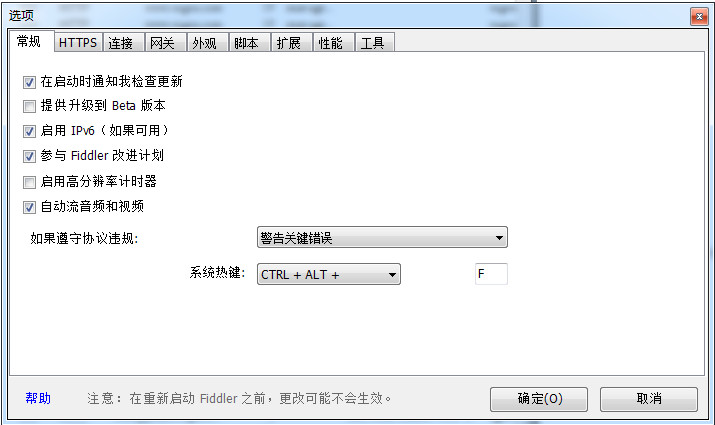 选项
常规 HTTPS 连接 网关 外观 脚本 扩展 性能 工具
在启动时通知我检查更新
提供升级到 Beta 版本
启用 IPv6（如果可用）
参与 Fiddler 改进计划
启用高分辨率计时器
自动流音频和视频
如果遵守协议违规: 警告关键错误
系统热键: CTRL + ALT + F
帮助 注意：在重新启动 Fiddler 之前，更改可能不会生效。 确定(O) 取消